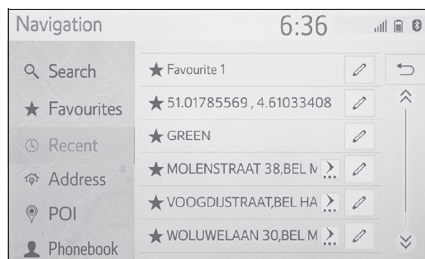 Navigation 6:36
Search
Favourites
Recent
Address
POI
Phonebook
Favourite 1
51.01785569 , 4.61033408
GREEN
MOLENSTRAAT 38,BEL M
VOOGDIJSTRAAT,BEL HA
WOLUWELAAN 30,BEL M